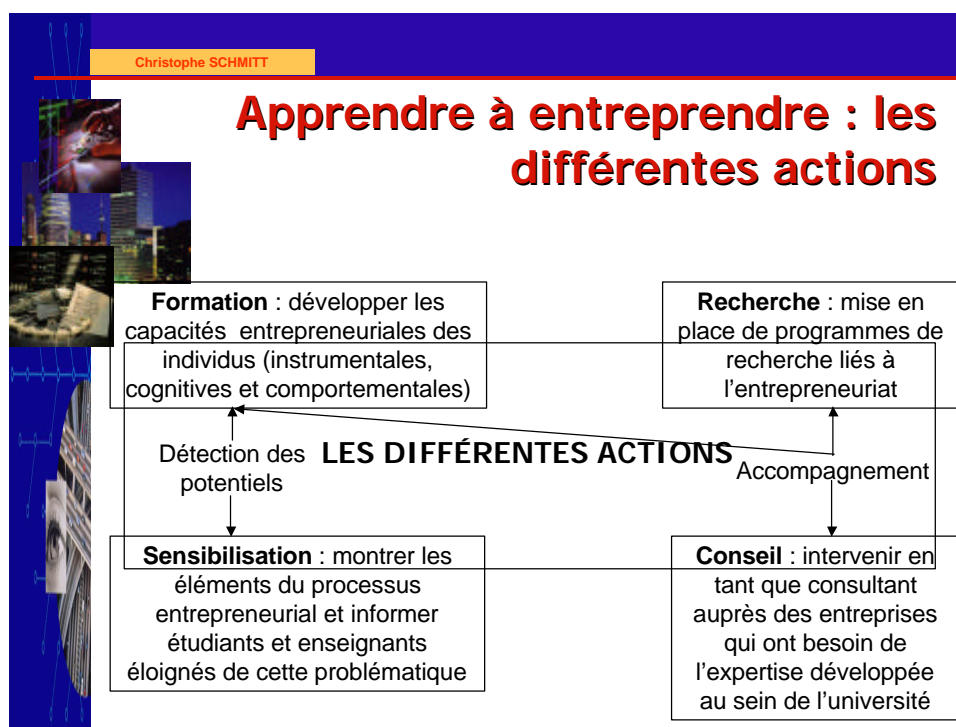 Christophe SCHMITT
Apprendre à entreprendre : les
différentes actions
Formation : développer les
capacités entrepreneuriales des
individus (instrumentales,
cognitives et comportementales)
Recherche : mise en
place de programmes de
recherche liés à
l'entrepreneuriat
Détection des
potentiels
LES DIFFÉRENTES ACTIONS
Accompagnement
Sensibilisation : montrer les
éléments du processus
entrepreneurial et informer
étudiants et enseignants
éloignés de cette problématique
Conseil : intervenir en
tant que consultant
auprès des entreprises
qui ont besoin de
l'expertise développée
au sein de l'université